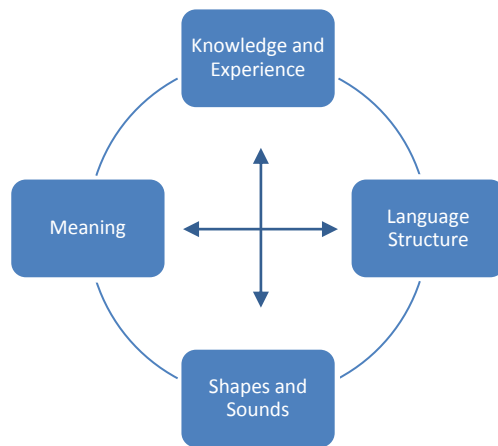 Knowledge and
Experience
Meaning
Language
Structure
Shapes and
Sounds